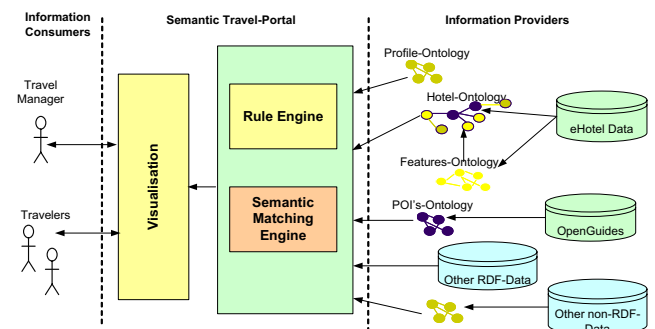 Information
Consumers
Semantic Travel-Portal
Information Providers
Profile-Ontology
Travel
Manager
Hotel-Ontology
Rule Engine
eHotel Data
Visualisation
Features-Ontology
Semantic
Matching
Engine
POI's-Ontology
Travelers
OpenGuides
Other RDF-Data
Other non-RDF-
Data